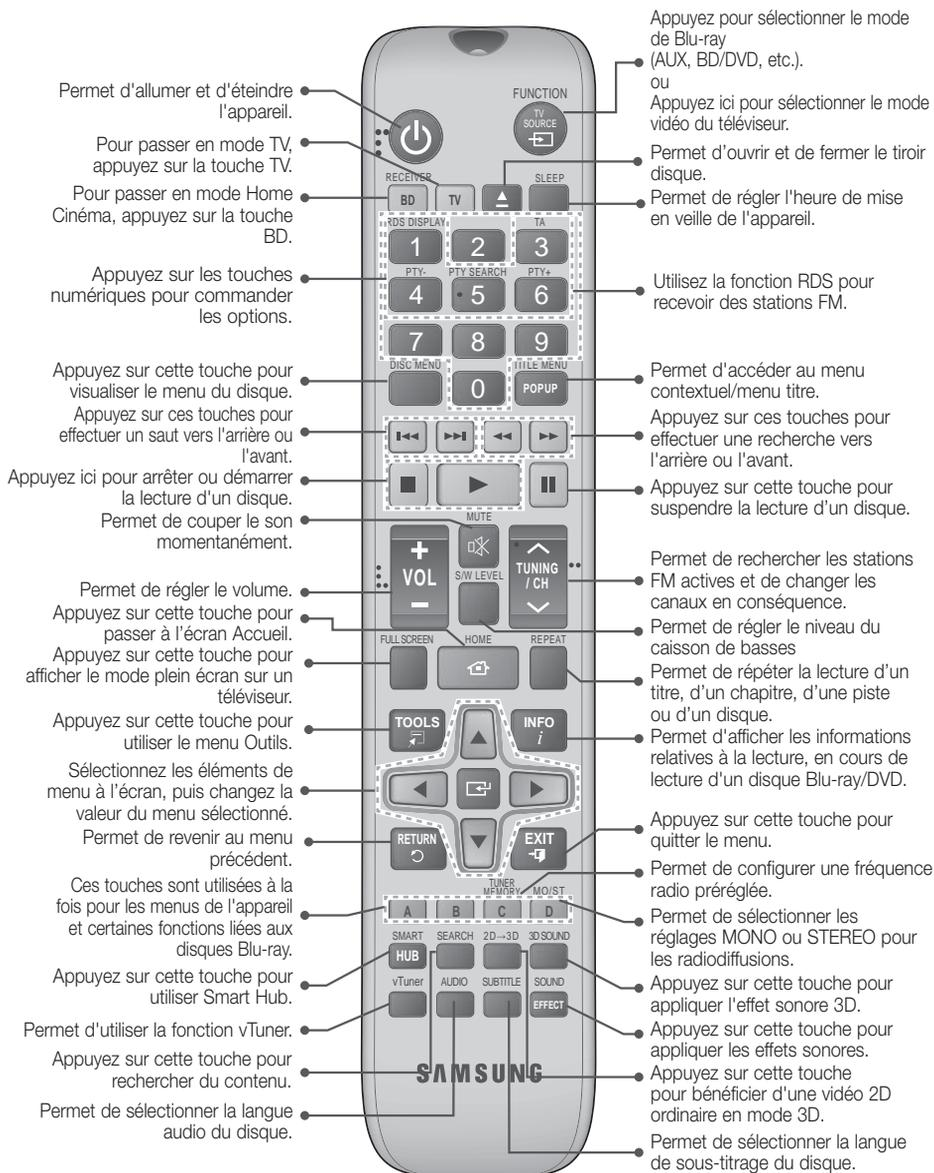 Permet d'allumer et d'éteindre
l'appareil.
Pour passer en mode TV,
appuyez sur la touche TV.
Pour passer en mode Home
Cinéma, appuyez sur la touche
BD.
Appuyez sur les touches
numériques pour commander
les options.
Appuyez sur cette touche pour
visualiser le menu du disque.
Appuyez sur ces touches pour
effectuer un saut vers l'arrière ou
l'avant.
Appuyez ici pour arrêter ou démarrer
la lecture d'un disque.
Permet de couper le son
momentanément.
Permet de régler le volume.
Appuyez sur cette touche pour
passer à l'écran Accueil.
Appuyez sur cette touche pour
afficher le mode plein écran sur un
téléviseur.
Appuyez sur cette touche pour
utiliser le menu Outils.
Sélectionnez les éléments de
menu à l'écran, puis changez la
valeur du menu sélectionné.
Permet de revenir au menu
précédent.
Ces touches sont utilisées à la
fois pour les menus de l'appareil
et certaines fonctions liées aux
disques Blu-ray.
Appuyez sur cette touche pour
utiliser Smart Hub.
Permet d'utiliser la fonction vTuner.
Appuyez sur cette touche pour
rechercher du contenu.
Permet de sélectionner la langue
audio du disque.
FUNCTION
TV
SOURCE
RECEIVER
SLEEP
BD
TV
RDS DISPLAY
TA
1
2
3
PTY-
PTY SEARCH
PTY+
4
5
6
7
8
9
DISC MENU
TITLE MENU
0
POPUP
MUTE
VOL
S/W LEVEL
TUNING
/ CH
FULL SCREEN
HOME
REPEAT
TOOLS
INFO
i
RETURN
EXIT
TUNER
MEMORY
MO/ST
A
B
C
D
SMART
SEARCH
2D→3D
3D SOUND
HUB
vTuner
AUDIO
SUBTITLE
SOUND
EFFECT
SAMSUNG
Appuyez pour sélectionner le mode
de Blu-ray
(AUX, BD/DVD, etc.).
ou
Appuyez ici pour sélectionner le mode
vidéo du téléviseur.
Permet d'ouvrir et de fermer le tiroir
disque.
Permet de régler l'heure de mise
en veille de l'appareil.
Utilisez la fonction RDS pour
recevoir des stations FM.
Permet d'accéder au menu
contextuel/menu titre.
Appuyez sur ces touches pour
effectuer une recherche vers
l'arrière ou l'avant.
Appuyez sur cette touche pour
suspendre la lecture d'un disque.
Permet de rechercher les stations
FM actives et de changer les
canaux en conséquence.
Permet de régler le niveau du
caisson de basses
Permet de répéter la lecture d'un
titre, d'un chapitre, d'une piste
ou d'un disque.
Permet d'afficher les informations
relatives à la lecture, en cours de
lecture d'un disque Blu-ray/DVD.
Appuyez sur cette touche pour
quitter le menu.
Permet de configurer une fréquence
radio préréglée.
Permet de sélectionner les
réglages MONO ou STEREO pour
les radiodiffusions.
Appuyez sur cette touche pour
appliquer l'effet sonore 3D.
Appuyez sur cette touche pour
appliquer les effets sonores.
Appuyez sur cette touche
pour bénéficier d'une vidéo 2D
ordinaire en mode 3D.
Permet de sélectionner la langue
de sous-titrage du disque.